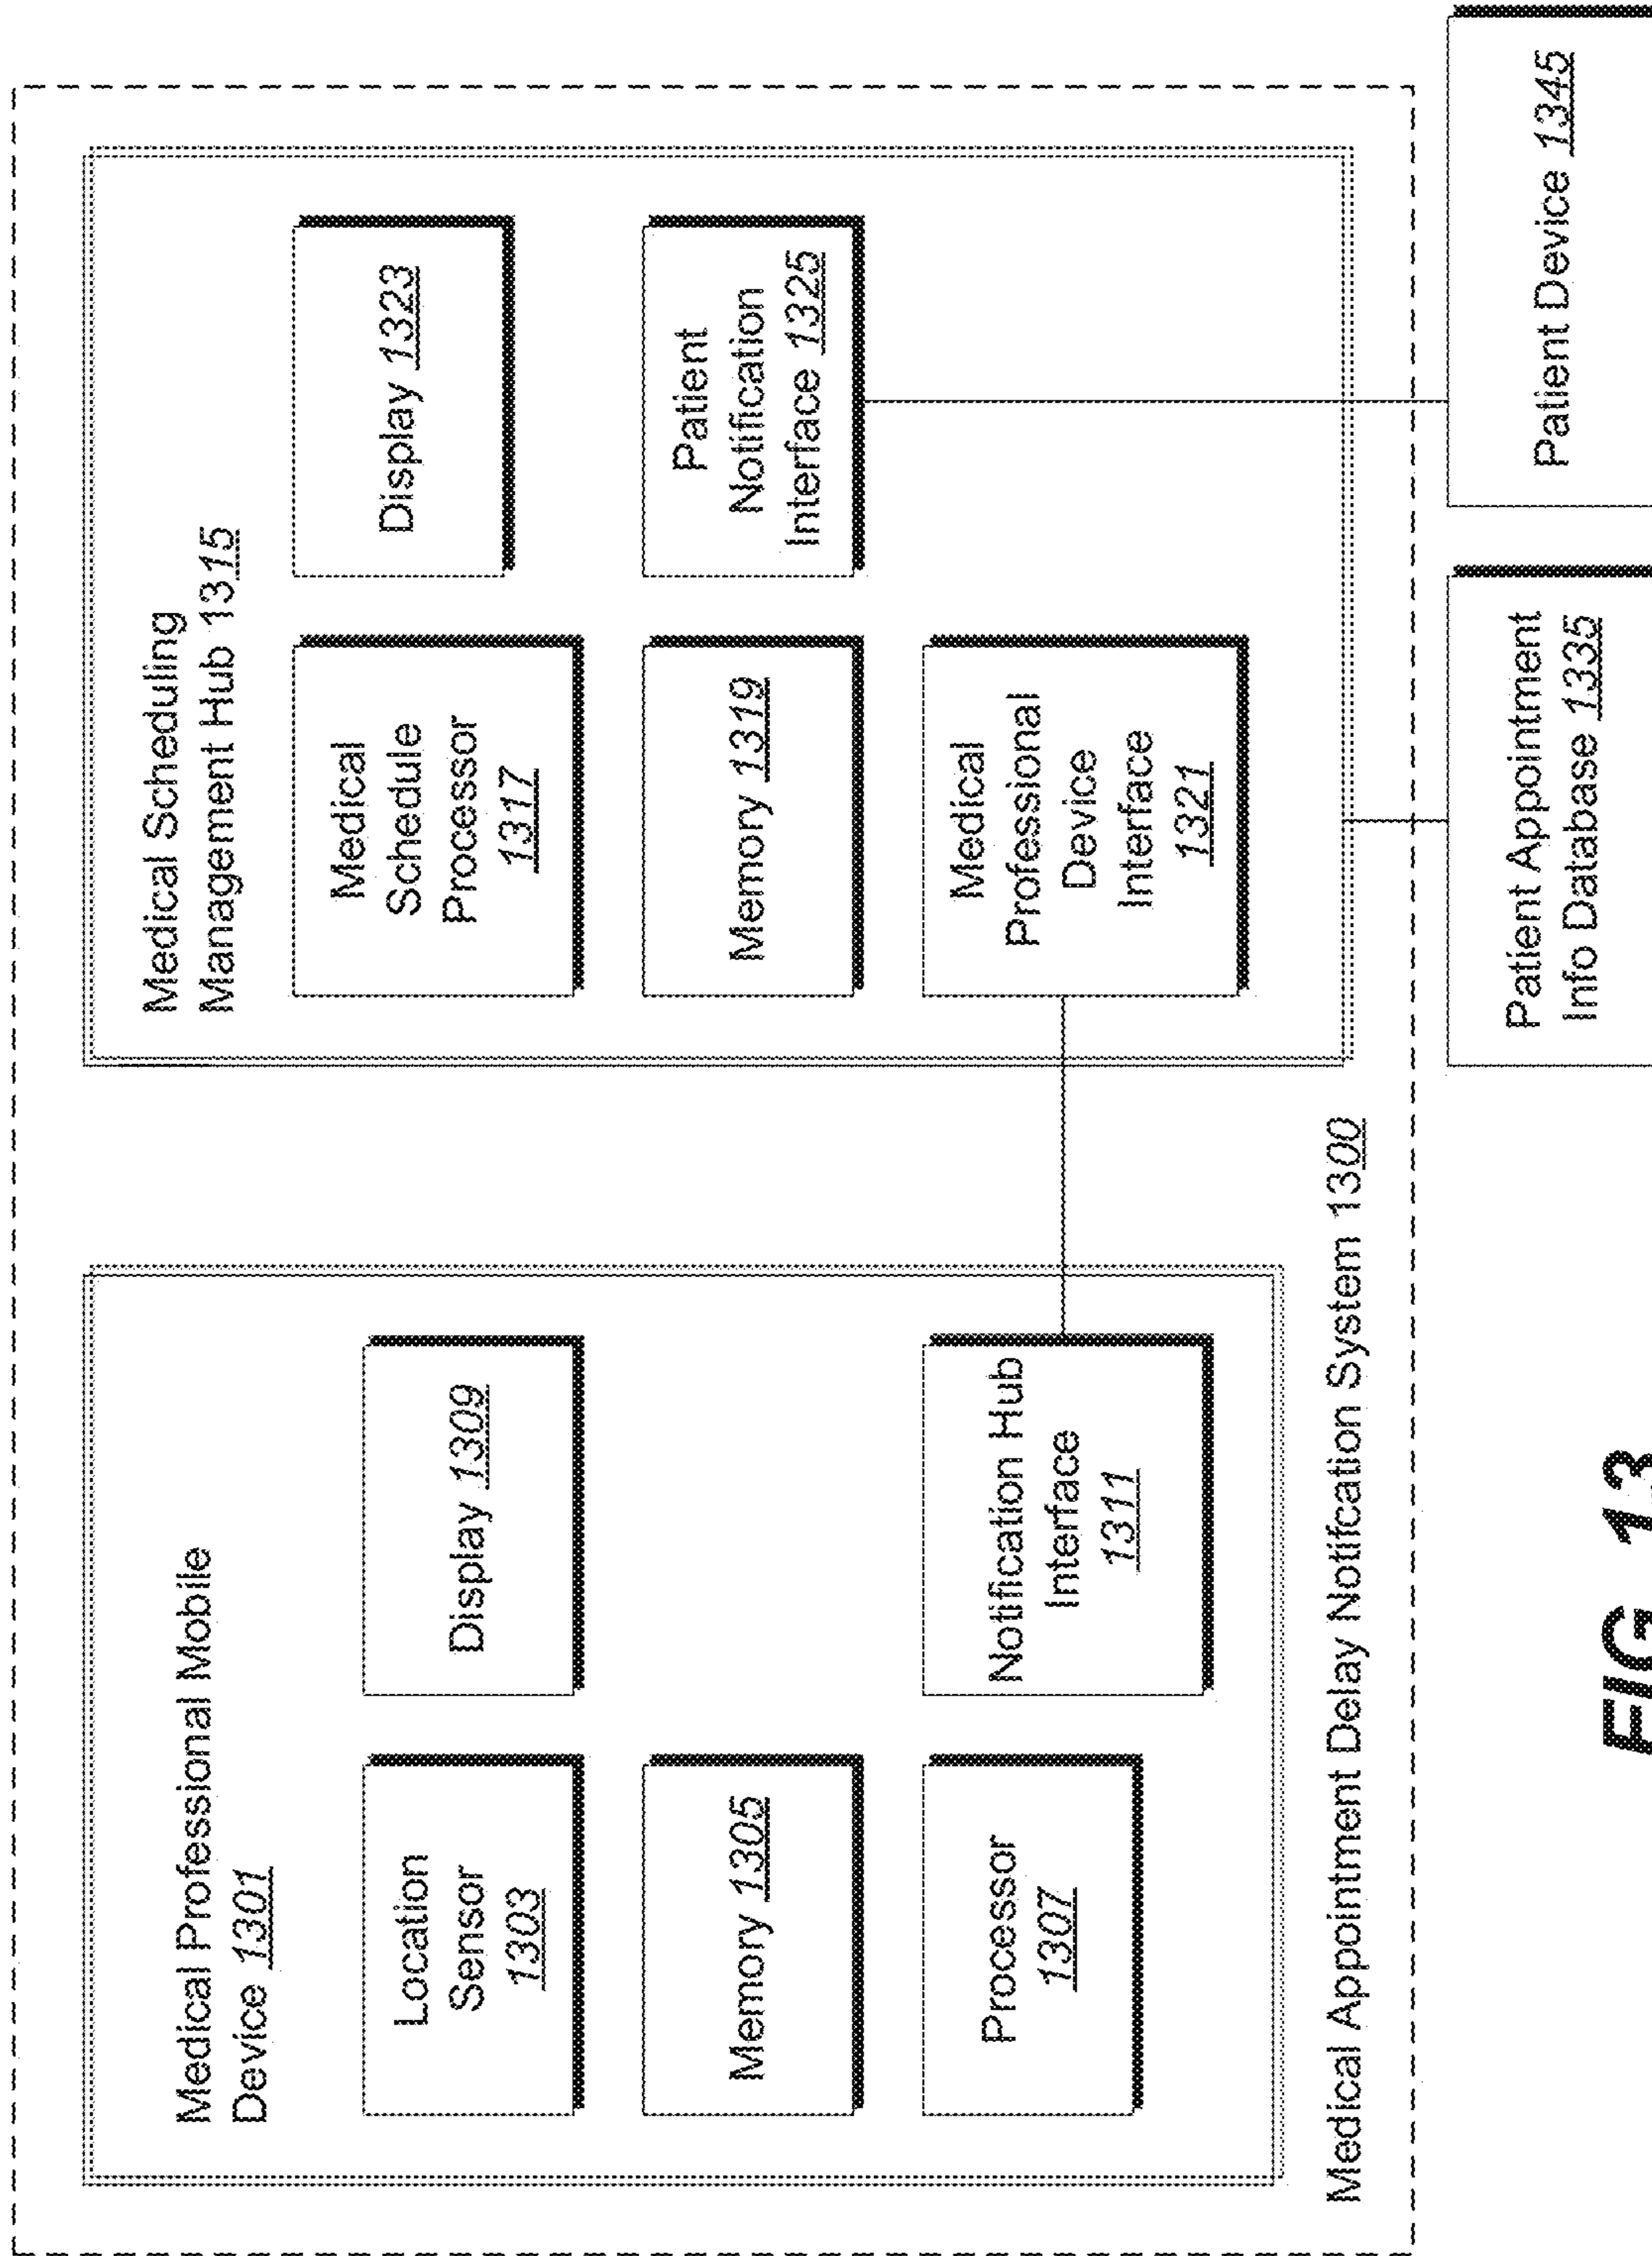 Medical Professional Mobile
Device 1301
Location
Sensor
1303
Display 1309
Memory 1305
Processor
1307
Notification Hub
Interface
1311
Medical Scheduling
Management Hub 1315
Medical
Schedule
Processor
1317
Display 1323
Memory 1319
Patient
Notification
Interface 1325
Medical
Professional
Device
Interface
1321
Medical Appointment Delay Notifcation System 1300
Patient Appointment
Info Database 1335
Patient Device 1345
FIG 13